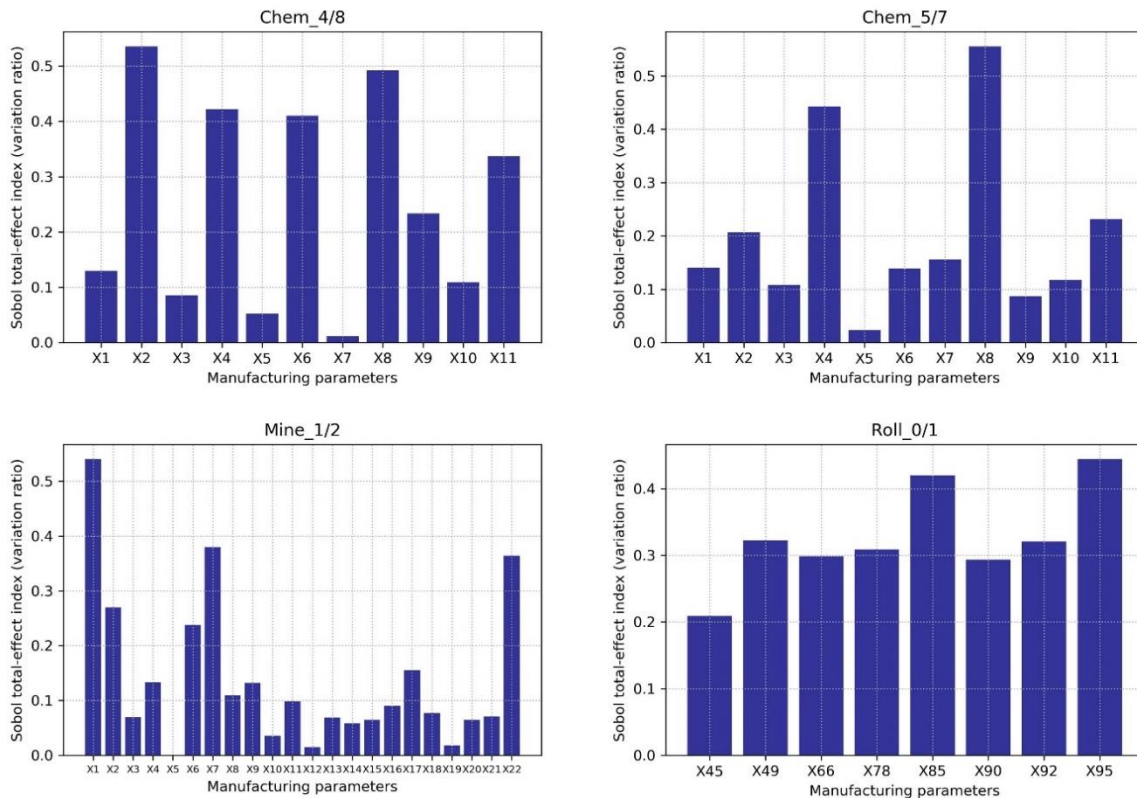 Chem_4/8
Sobol total-effect index (variation ratio)
0.5
0.4
0.3
0.2
0.1
0.0
X1 X2 X3 X4 X5 X6 X7 X8 X9 X10 X11
Manufacturing parameters
Chem_5/7
Sobol total-effect index (variation ratio)
0.5
0.4
0.3
0.2
0.1
0.0
X1 X2 X3 X4 X5 X6 X7 X8 X9 X10 X11
Manufacturing parameters
Mine_1/2
Sobol total-effect index (variation ratio)
0.5
0.4
0.3
0.2
0.1
0.0
X1 X2 X3 X4 X5 X6 X7 X8 X9 X10 X11 X12 X13 X14 X15 X16 X17 X18 X19 X20 X21 X22
Manufacturing parameters
Roll_0/1
Sobol total-effect index (variation ratio)
0.4
0.3
0.2
0.1
0.0
X45 X49 X66 X78 X85 X90 X92 X95
Manufacturing parameters